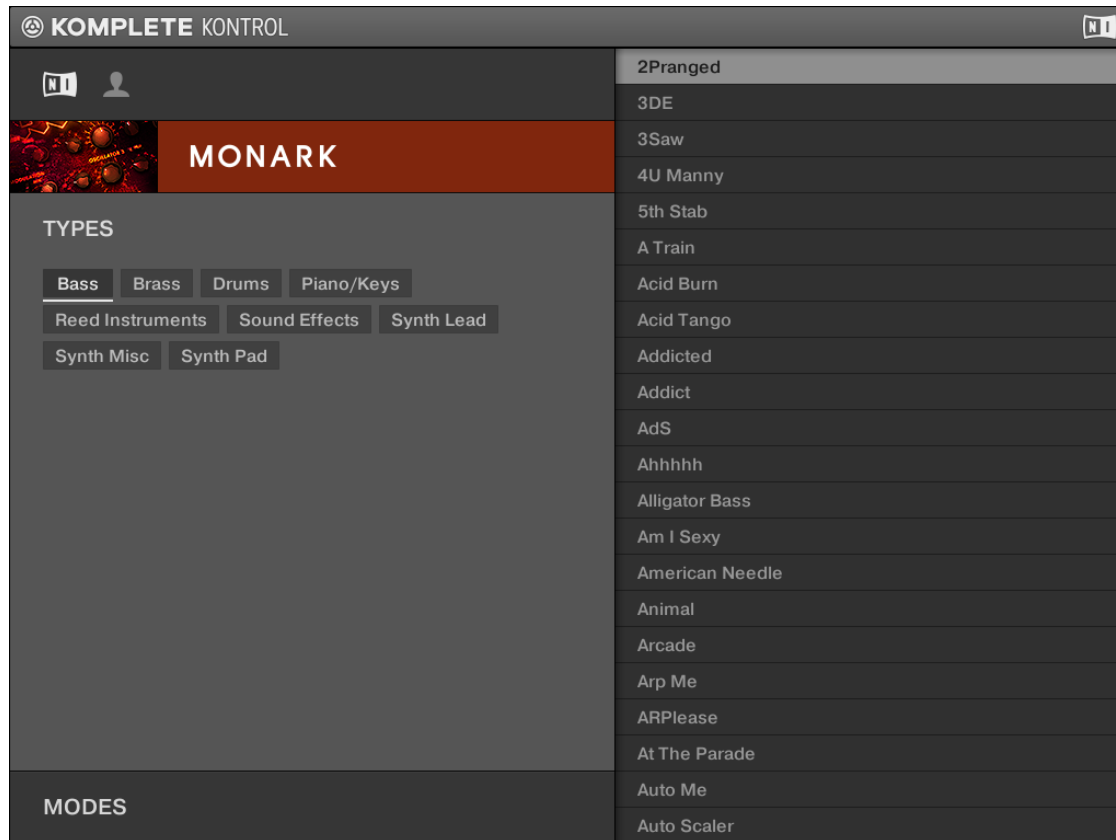 KOMPLETE KONTROL
NI
NI
MONARK
TYPES
Bass Brass Drums Piano/Keys
Reed Instruments Sound Effects Synth Lead
Synth Misc Synth Pad
MODES
2Pranged
3DE
3Saw
4U Manny
5th Stab
A Train
Acid Burn
Acid Tango
Addicted
Addict
AdS
Ahhhhh
Alligator Bass
Am I Sexy
American Needle
Animal
Arcade
Arp Me
ARPlease
At The Parade
Auto Me
Auto Scaler